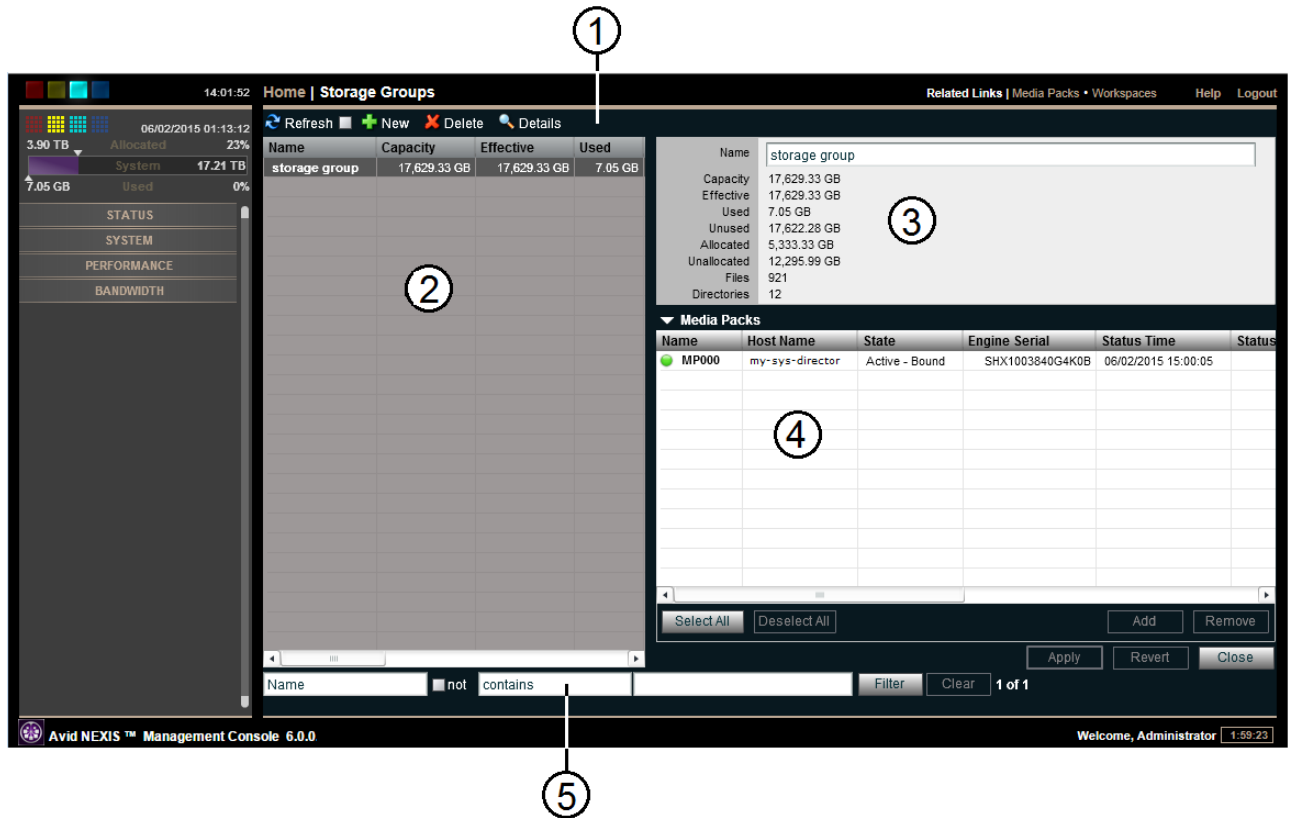 1
14:01:52 Home | Storage Groups Related Links | Media Packs • Workspaces Help Logout
06/02/2015 01:13:12
3.90 TB Allocated 23%
System 17.21 TB
7.05 GB Used 0%
STATUS
SYSTEM
PERFORMANCE
BANDWIDTH
Refresh New Delete Details
Name Capacity Effective Used
storage group 17,629.33 GB 17,629.33 GB 7.05 GB
2
Name storage group
Capacity 17,629.33 GB
Effective 17,629.33 GB
Used 7.05 GB
Unused 17,622.28 GB
Allocated 5,333.33 GB
Unallocated 12,295.99 GB
Files 921
Directories 12
3
Media Packs
Name Host Name State Engine Serial Status Time Status
MP000 my-sys-director Active - Bound SHX1003840G4K0B 06/02/2015 15:00:05
4
Select All Deselect All Add Remove
Apply Revert Close
Name not contains Filter Clear 1 of 1
Avid NEXIS ™ Management Console 6.0.0 Welcome, Administrator 1:59:23
5